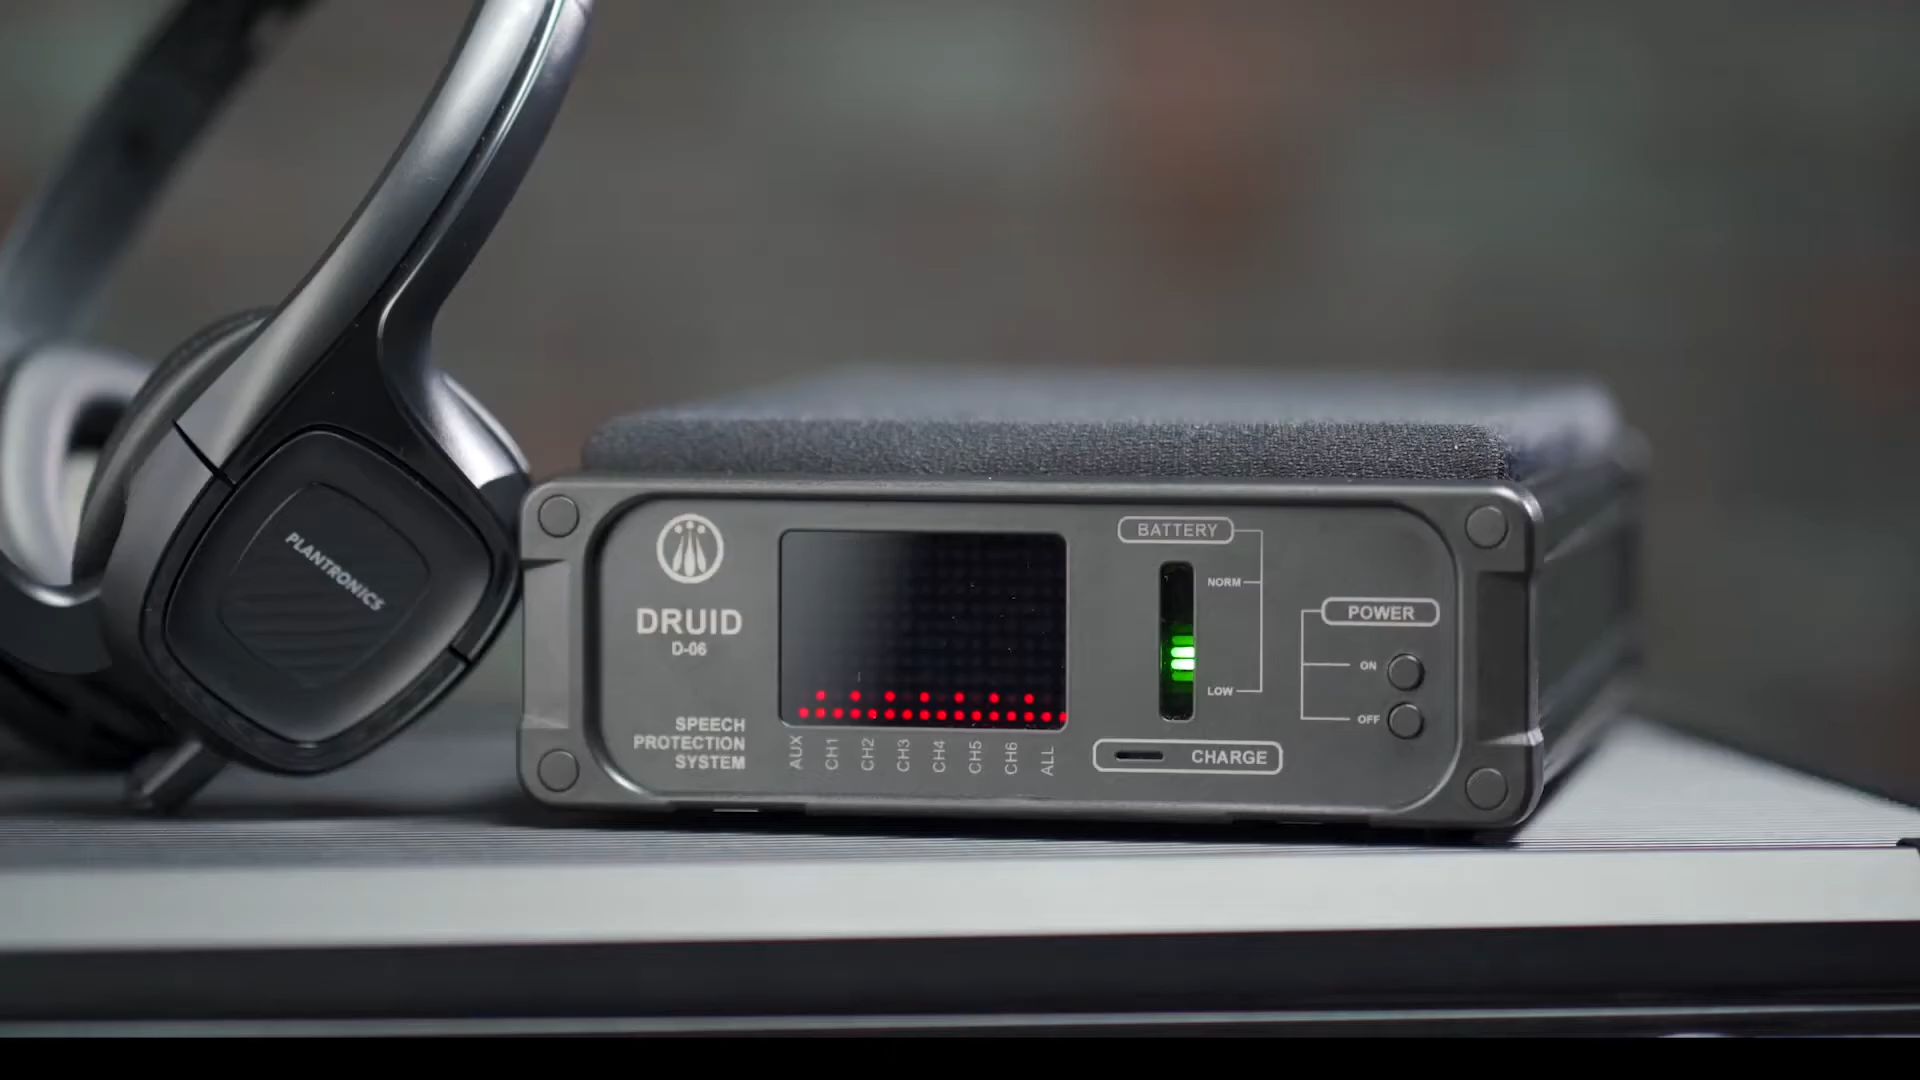 PLANTRONICS
DRUID
D-06
SPEECH
PROTECTION
SYSTEM
AUX
CH1
CH2
CH3
CH4
CH5
CH6
ALL
BATTERY
NORM
LOW
CHARGE
POWER
ON
OFF